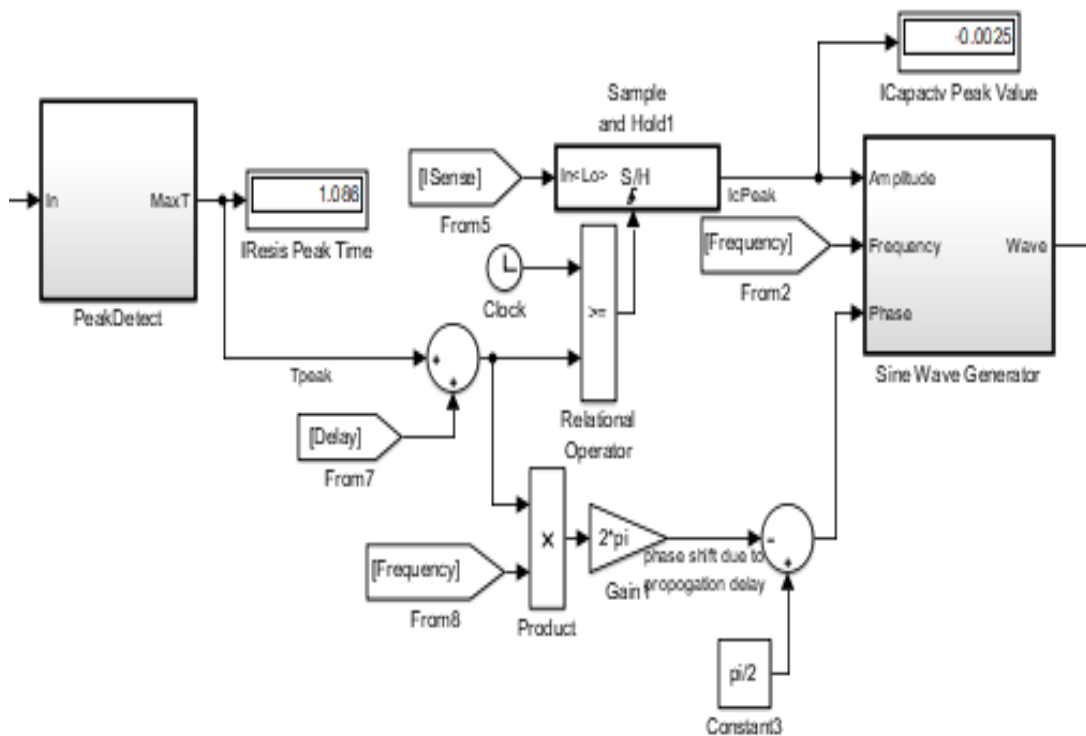 -0.0025
ICapactv Peak Value
Sample
and Hold1
In
MaxT
PeakDetect
1.086
IResis Peak Time
[ISense]
From5
In<Lo>
S/H
IcPeak
Amplitude
Frequency
Phase
Wave
Sine Wave Generator
[Frequency]
From2
Clock
>=
Relational
Operator
Tpeak
+
+
[Delay]
From7
[Frequency]
From8
X
Product
2*pi
Gain1
phase shift due to
propogation delay
-
+
pi/2
Constant3